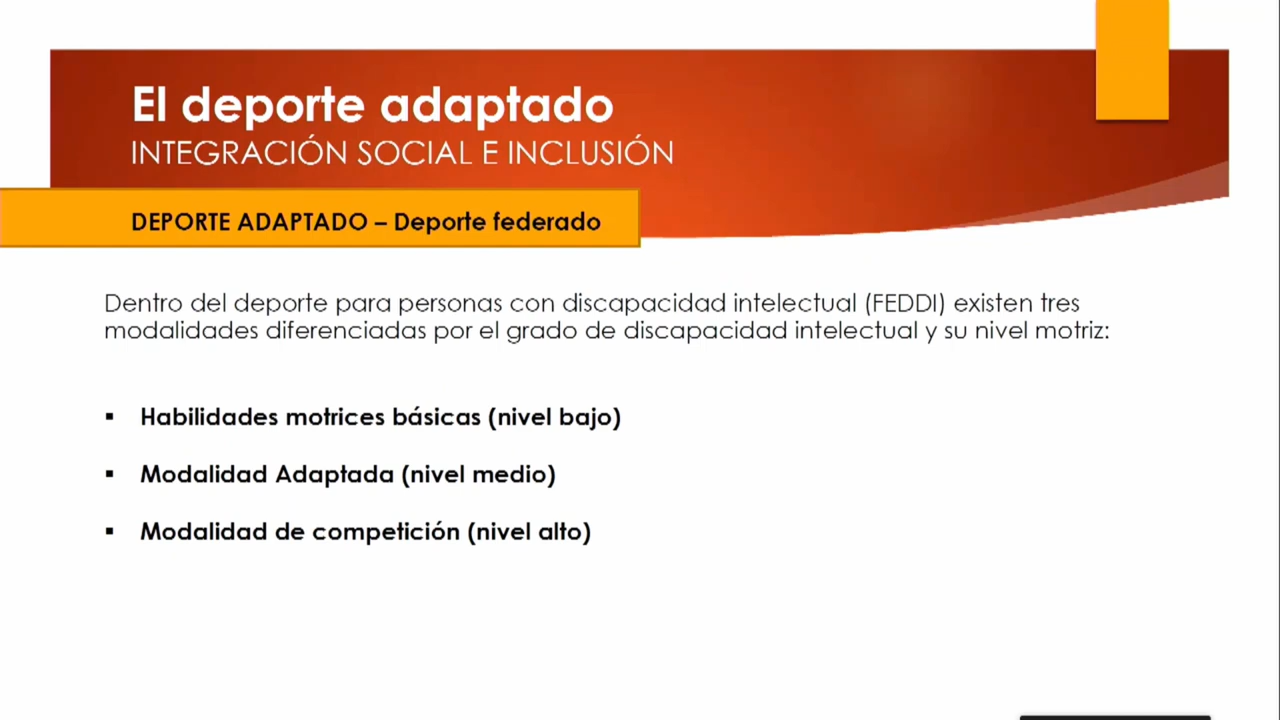 El deporte adaptado
INTEGRACIÓN SOCIAL E INCLUSIÓN
DEPORTE ADAPTADO – Deporte federado
Dentro del deporte para personas con discapacidad intelectual (FEDDI) existen tres
modalidades diferenciadas por el grado de discapacidad intelectual y su nivel motriz:
▪ Habilidades motrices básicas (nivel bajo)
▪ Modalidad Adaptada (nivel medio)
▪ Modalidad de competición (nivel alto)